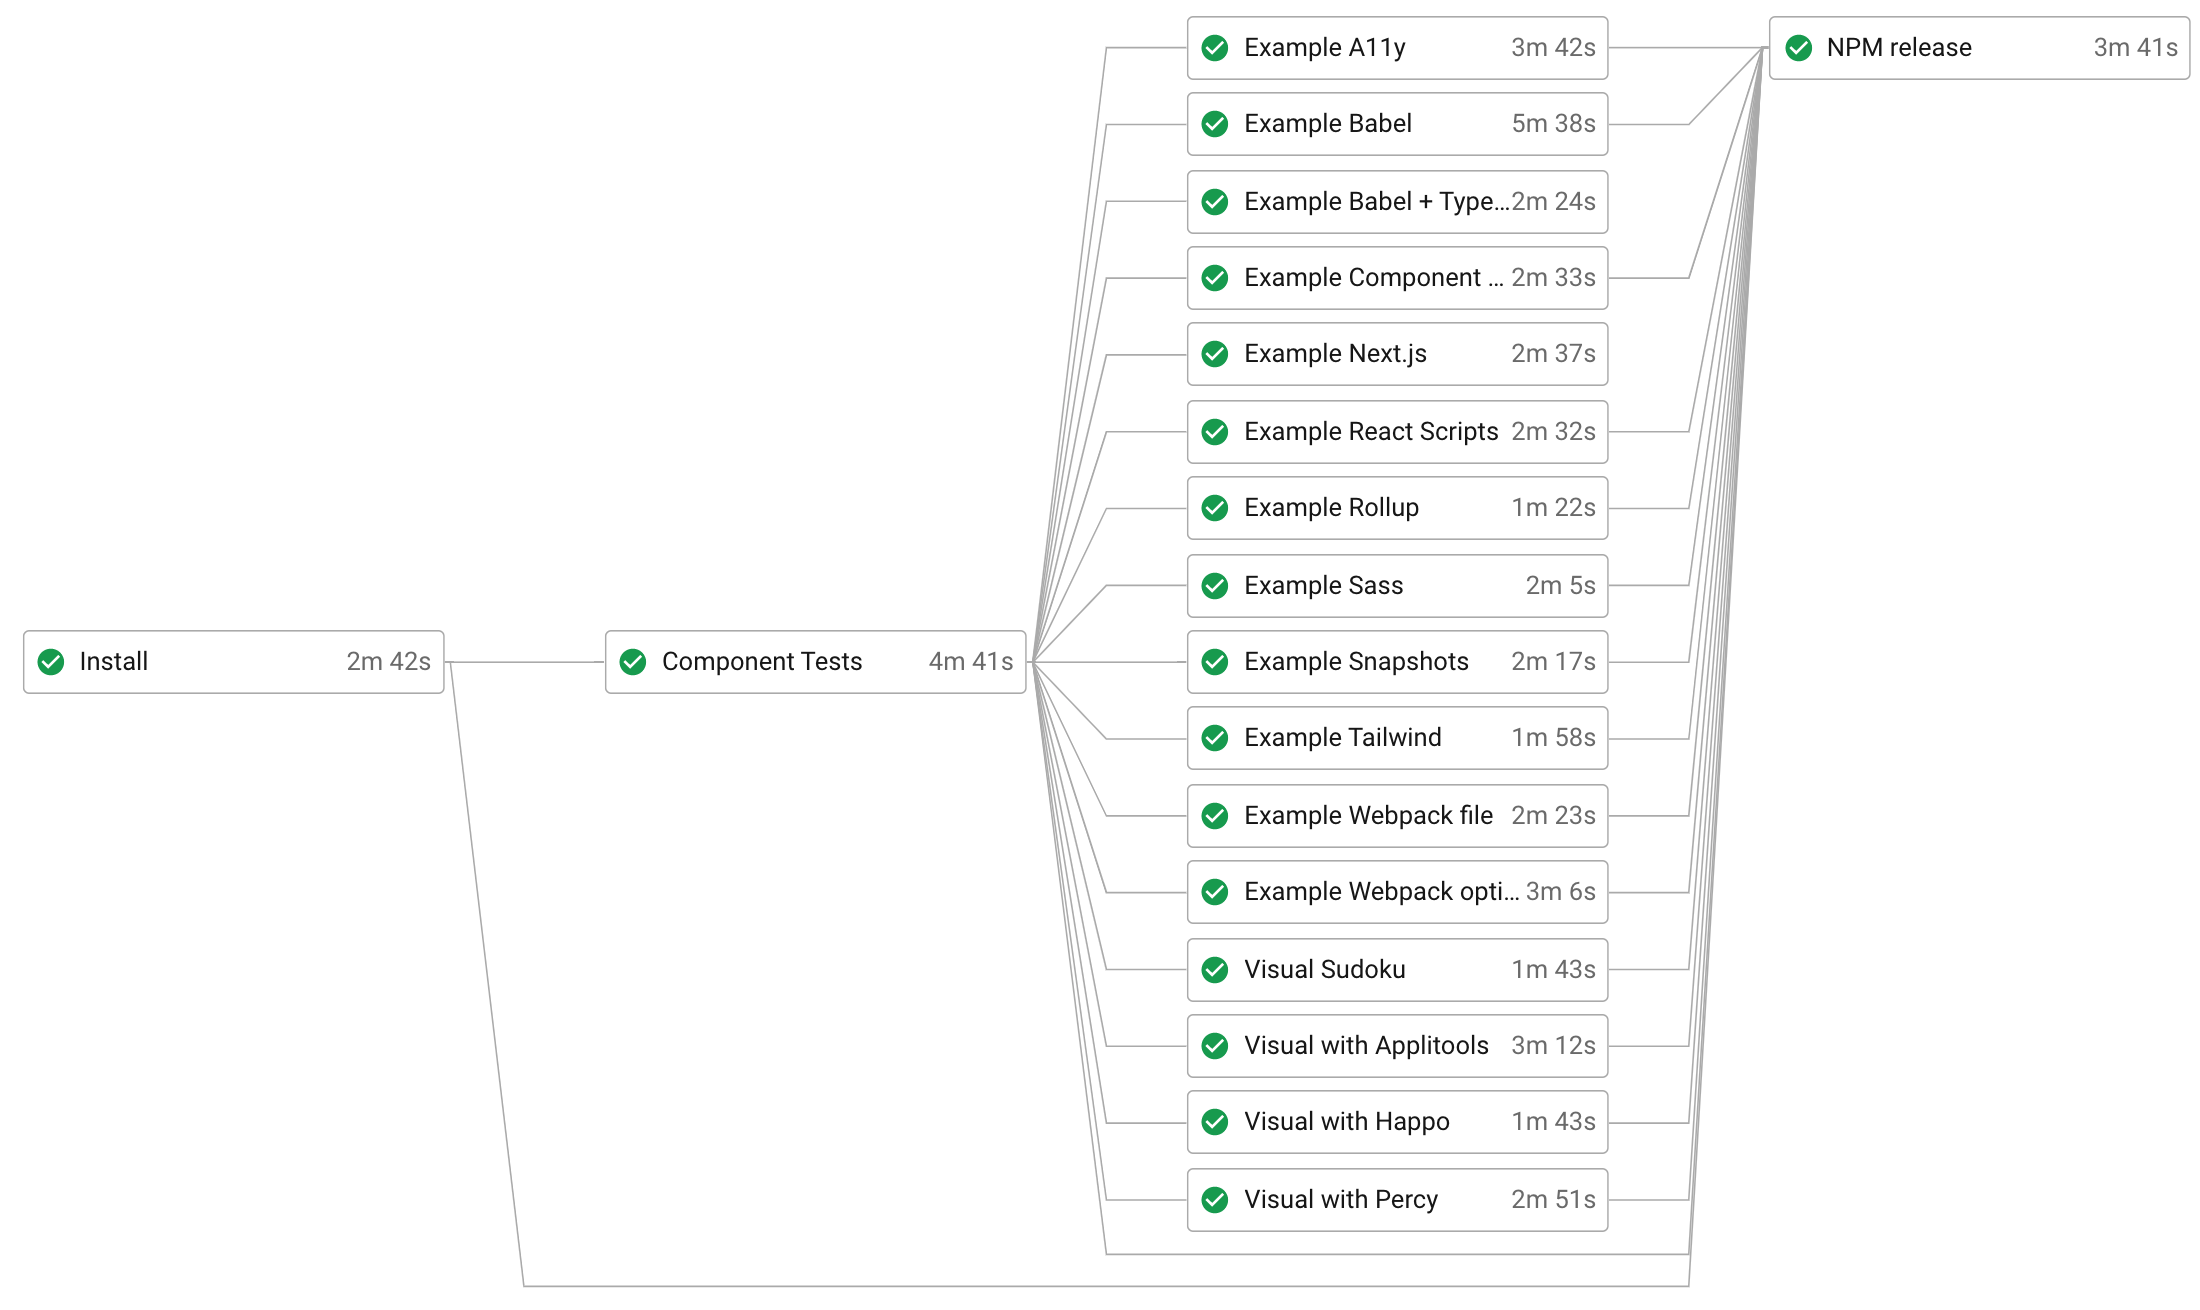 Install 2m 42s
Component Tests 4m 41s
Example A11y 3m 42s
Example Babel 5m 38s
Example Babel + Type... 2m 24s
Example Component ... 2m 33s
Example Next.js 2m 37s
Example React Scripts 2m 32s
Example Rollup 1m 22s
Example Sass 2m 5s
Example Snapshots 2m 17s
Example Tailwind 1m 58s
Example Webpack file 2m 23s
Example Webpack opti... 3m 6s
Visual Sudoku 1m 43s
Visual with Applitools 3m 12s
Visual with Happo 1m 43s
Visual with Percy 2m 51s
NPM release 3m 41s